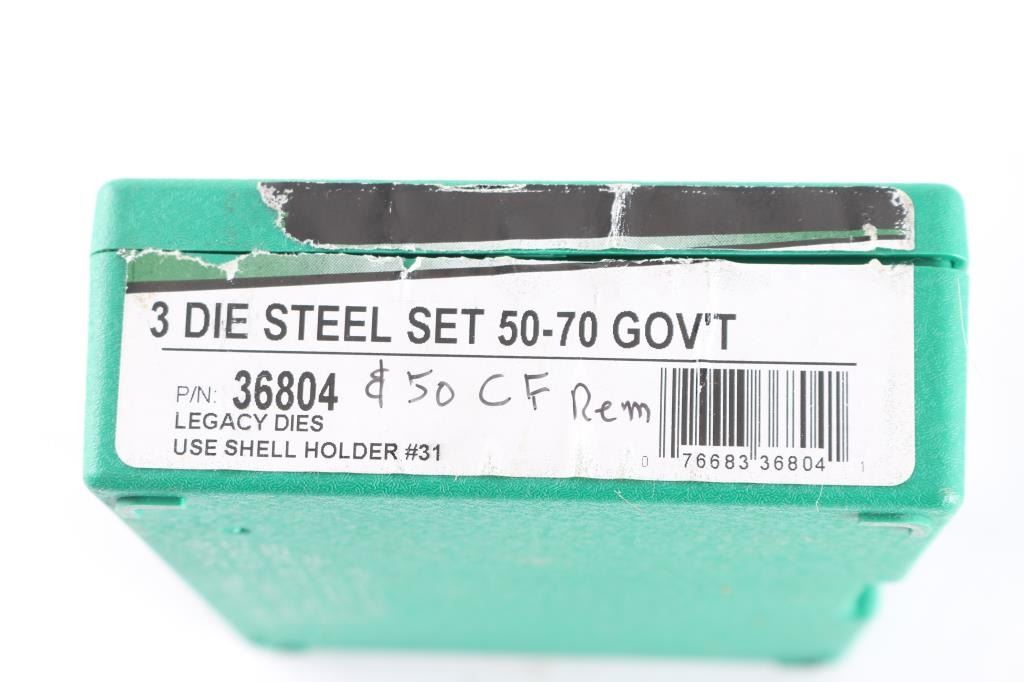 3 DIE STEEL SET 50-70 GOV'T
P/N: 36804 & 50 CF Rem
LEGACY DIES
USE SHELL HOLDER #31
0 76683 36804 1